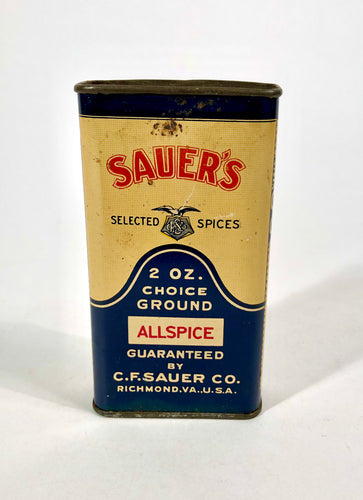 SAUER'S
SELECTED SPICES
2 OZ.
CHOICE
GROUND
ALLSPICE
GUARANTEED
BY
C.F.SAUER CO.
RICHMOND,VA.,U.S.A.